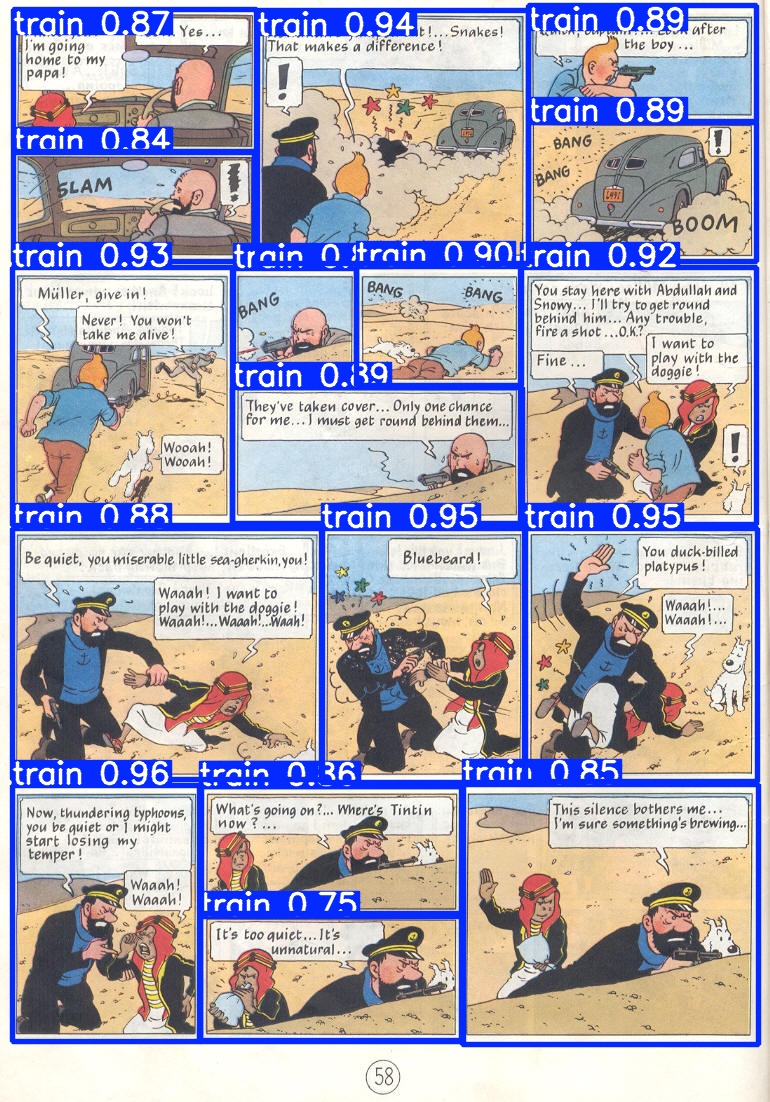 train 0.87
Yes...
I'm going
home to my
papa!
train 0.84
SLAM
train 0.94
Snakes!
That makes a difference!
!
train 0.89
after
the boy...
train 0.89
BANG
BANG
!
BOOM
train 0.93
Müller, give in!
Never! You won't
take me alive!
Wooah!
Wooah!
train
BANG
train 0.90
BANG
BANG
train 0.89
They've taken cover... Only one chance
for me... I must get round behind them...
train 0.92
You stay here with Abdullah and
Snowy... I'll try to get round
behind him... Any trouble,
fire a shot... O.K?
Fine...
I want to
play with the
doggie!
!
train 0.88
Be quiet, you miserable little sea-gherkin, you!
Waaah! I want to
play with the doggie!
Waaah!...Waaah!..Waah!
train 0.95
Bluebeard!
train 0.95
You duck-billed
platypus!
Waaah!...
Waaah!...
train 0.96
Now, thundering typhoons,
you be quiet or I might
start losing my
temper!
Waaah!
Waaah!
train
What's going on?... Where's Tintin
now?...
train 0.75
It's too quiet... It's
unnatural...
train 0.85
This silence bothers me...
I'm sure something's brewing...
58